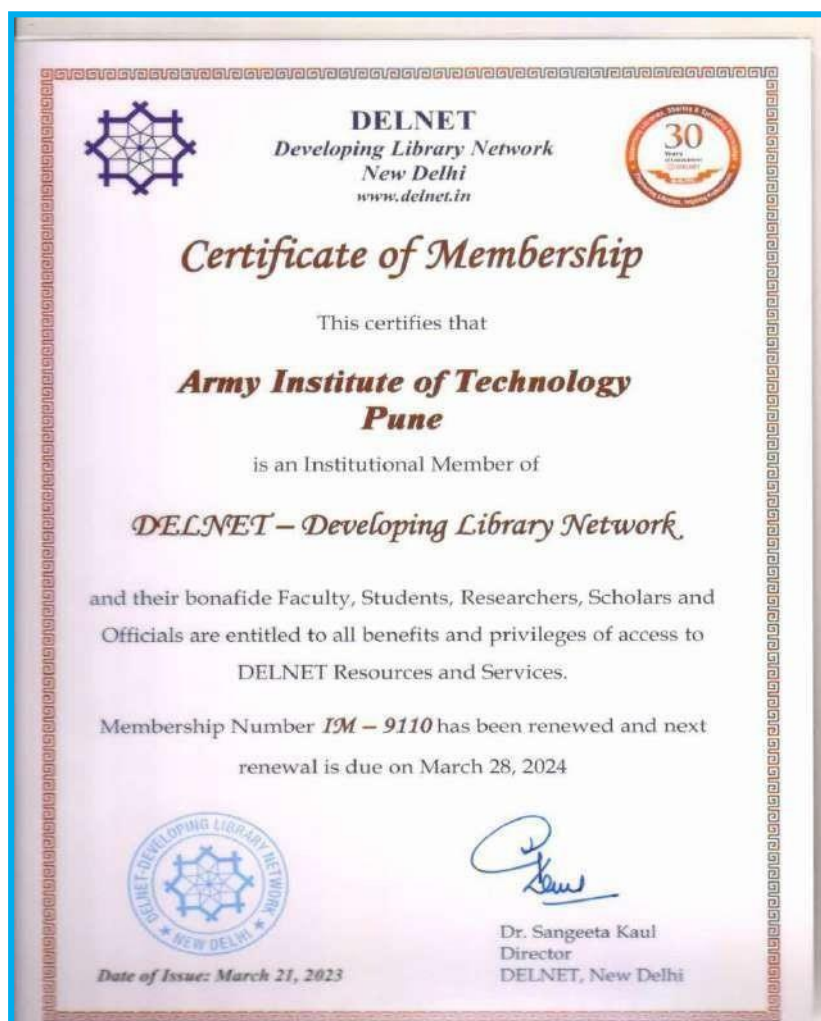 DELNET
Developing Library Network
New Delhi
www.delnet.in
30
Years
Certificate of Membership
This certifies that
Army Institute of Technology
Pune
is an Institutional Member of
DELNET – Developing Library Network
and their bonafide Faculty, Students, Researchers, Scholars and
Officials are entitled to all benefits and privileges of access to
DELNET Resources and Services.
Membership Number IM – 9110 has been renewed and next
renewal is due on March 28, 2024
DELNET-DEVELOPING LIBRARY NETWORK
NEW DELHI
Dr. Sangeeta Kaul
Director
DELNET, New Delhi
Date of Issue: March 21, 2023